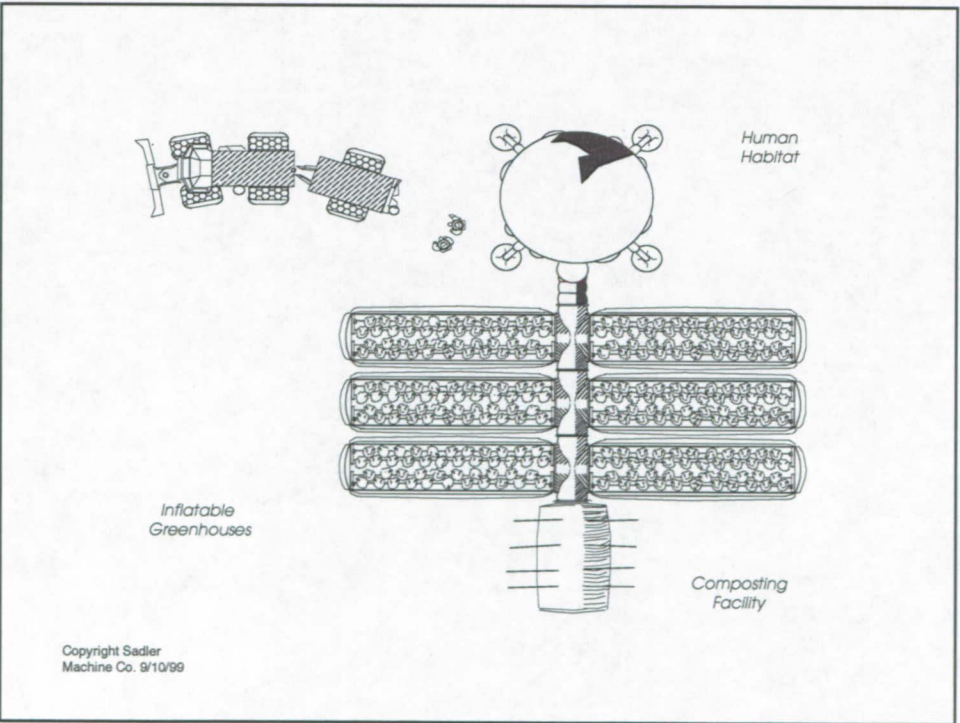 Human
Habitat
Inflatable
Greenhouses
Composting
Facility
Copyright Sadler
Machine Co. 9/10/99